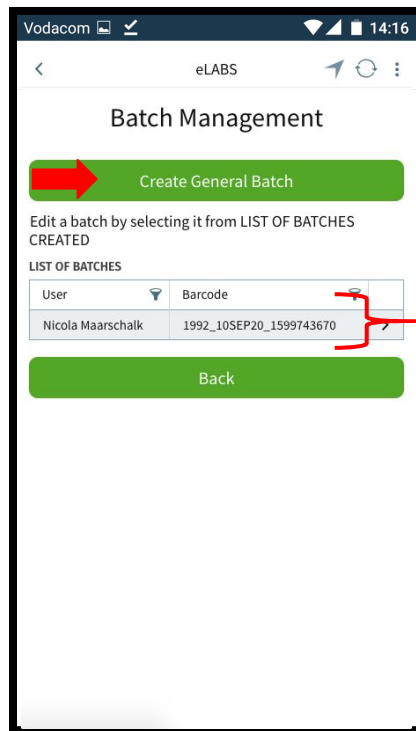 Vodacom 14:16
eLABS
Batch Management
Create General Batch
Edit a batch by selecting it from LIST OF BATCHES
CREATED
LIST OF BATCHES
User Barcode
Nicola Maarschalk 1992_10SEP20_1599743670
Back